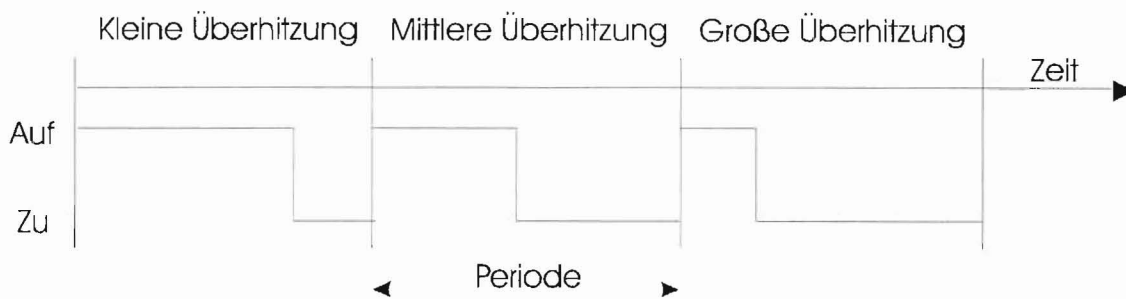 Kleine Überhitzung Mittlere Überhitzung Große Überhitzung
Zeit
Auf
Zu
Periode